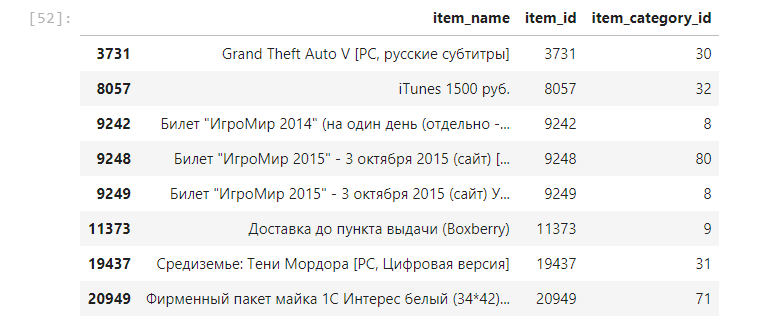 [52]:
item_name item_id item_category_id
3731 Grand Theft Auto V [PC, русские субтитры] 3731 30
8057 iTunes 1500 руб. 8057 32
9242 Билет "ИгроМир 2014" (на один день (отдельно -... 9242 8
9248 Билет "ИгроМир 2015" - 3 октября 2015 (сайт) [... 9248 80
9249 Билет "ИгроМир 2015" - 3 октября 2015 (сайт) У... 9249 8
11373 Доставка до пункта выдачи (Boxberry) 11373 9
19437 Средиземье: Тени Мордора [PC, Цифровая версия] 19437 31
20949 Фирменный пакет майка 1С Интерес белый (34*42)... 20949 71